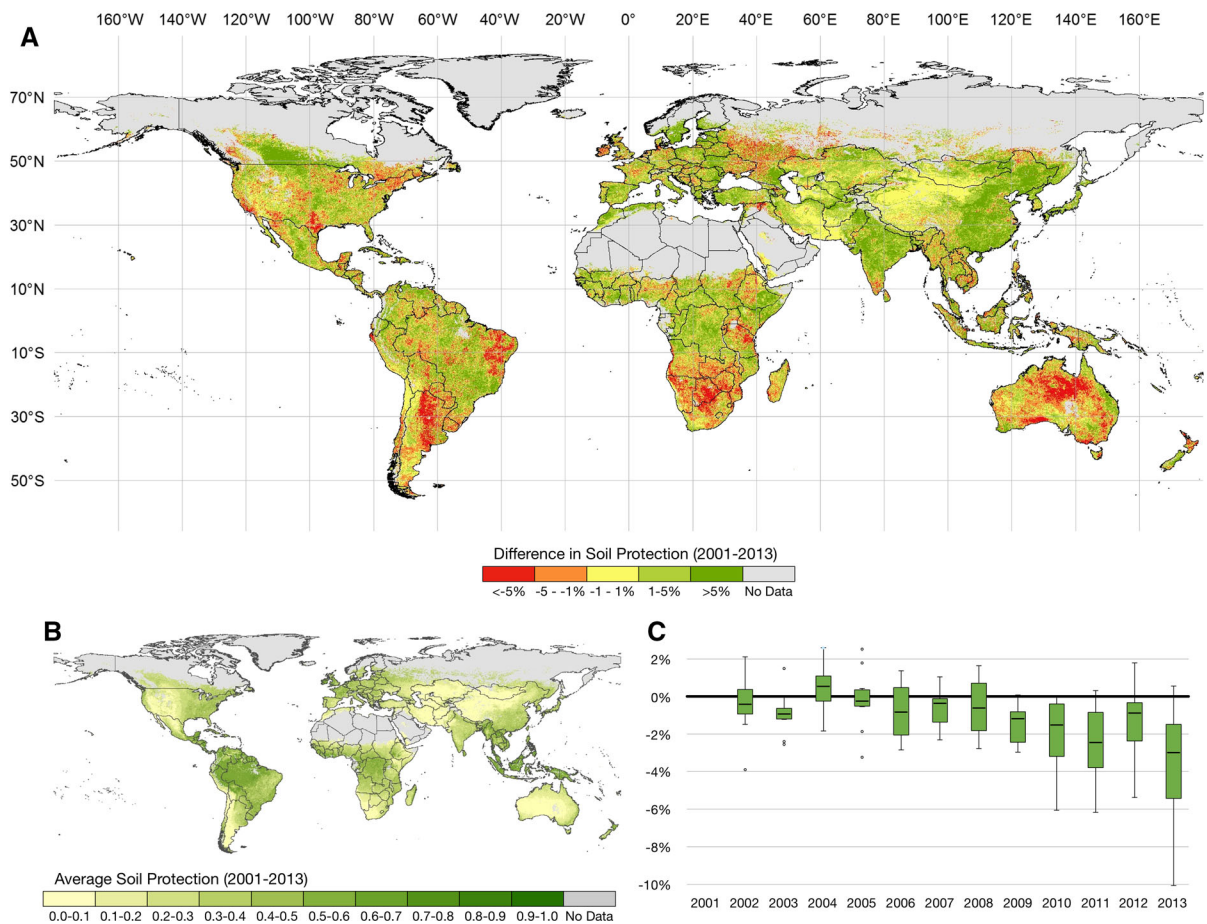 160°W 140°W 120°W 100°W 80°W 60°W 40°W 20°W 0° 20°E 40°E 60°E 80°E 100°E 120°E 140°E 160°E
A
70°N
50°N
30°N
10°N
10°S
30°S
50°S
Difference in Soil Protection (2001-2013)
<-5% -5 - -1% -1 - 1% 1-5% >5% No Data
B
Average Soil Protection (2001-2013)
0.0-0.1 0.1-0.2 0.2-0.3 0.3-0.4 0.4-0.5 0.5-0.6 0.6-0.7 0.7-0.8 0.8-0.9 0.9-1.0 No Data
C
2%
0%
-2%
-4%
-6%
-8%
-10%
2001 2002 2003 2004 2005 2006 2007 2008 2009 2010 2011 2012 2013